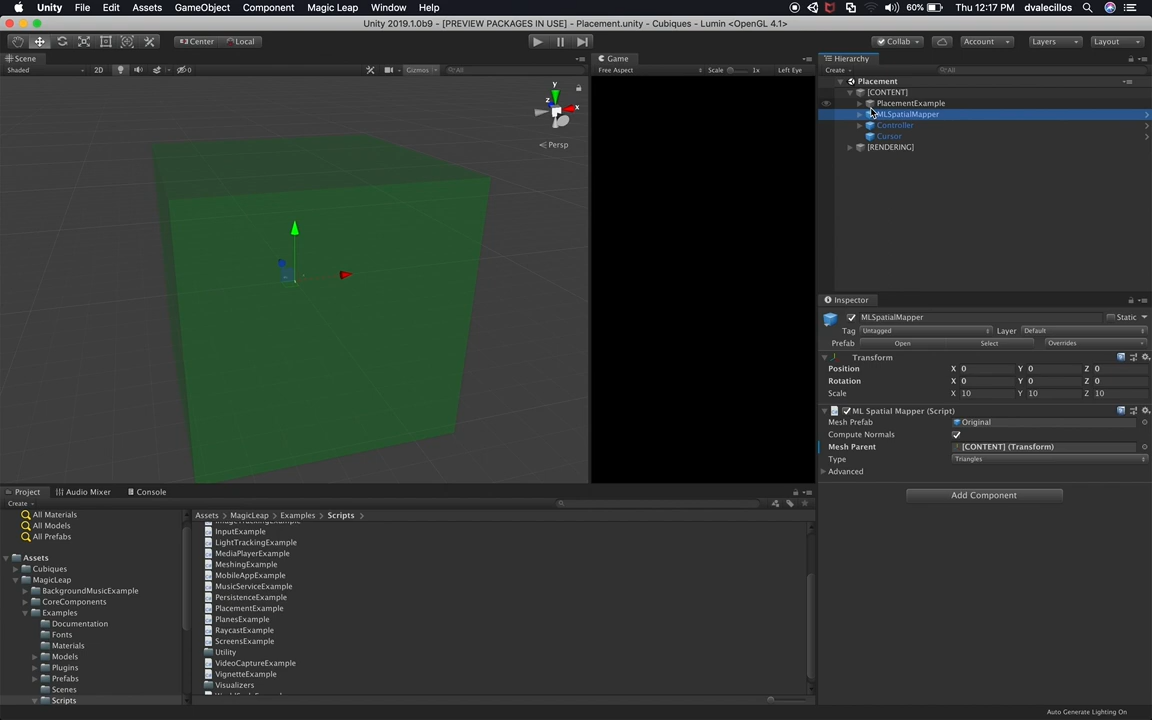 Unity File Edit Assets GameObject Component Magic Leap Window Help 60% Thu 12:17 PM dvalecillos
Unity 2019.1.0b9 - [PREVIEW PACKAGES IN USE] - Placement.unity - Cubiques - Lumin <OpenGL 4.1>
Center Local Collab Account Layers Layout
Scene
Shaded 2D Gizmos All
y
z
x
Persp
Game
Free Aspect Scale 1x Left Eye
Hierarchy
Create All
Placement
[CONTENT]
PlacementExample
MLSpatialMapper
Controller
Cursor
[RENDERING]
Inspector
MLSpatialMapper Static
Tag Untagged Layer Default
Prefab Open Select Overrides
Transform
Position X 0 Y 0 Z 0
Rotation X 0 Y 0 Z 0
Scale X 10 Y 10 Z 10
ML Spatial Mapper (Script)
Mesh Prefab Original
Compute Normals
Mesh Parent [CONTENT] (Transform)
Type Triangles
Advanced
Add Component
Project Audio Mixer Console
Create
All Materials
All Models
All Prefabs
Assets
Cubiques
MagicLeap
BackgroundMusicExample
CoreComponents
Examples
Documentation
Fonts
Materials
Models
Plugins
Prefabs
Scenes
Scripts
Assets MagicLeap Examples Scripts
InputExample
LightTrackingExample
MediaPlayerExample
MeshingExample
MobileAppExample
MusicServiceExample
PersistenceExample
PlacementExample
PlanesExample
RaycastExample
ScreensExample
Utility
VideoCaptureExample
VignetteExample
Visualizers
Auto Generate Lighting On